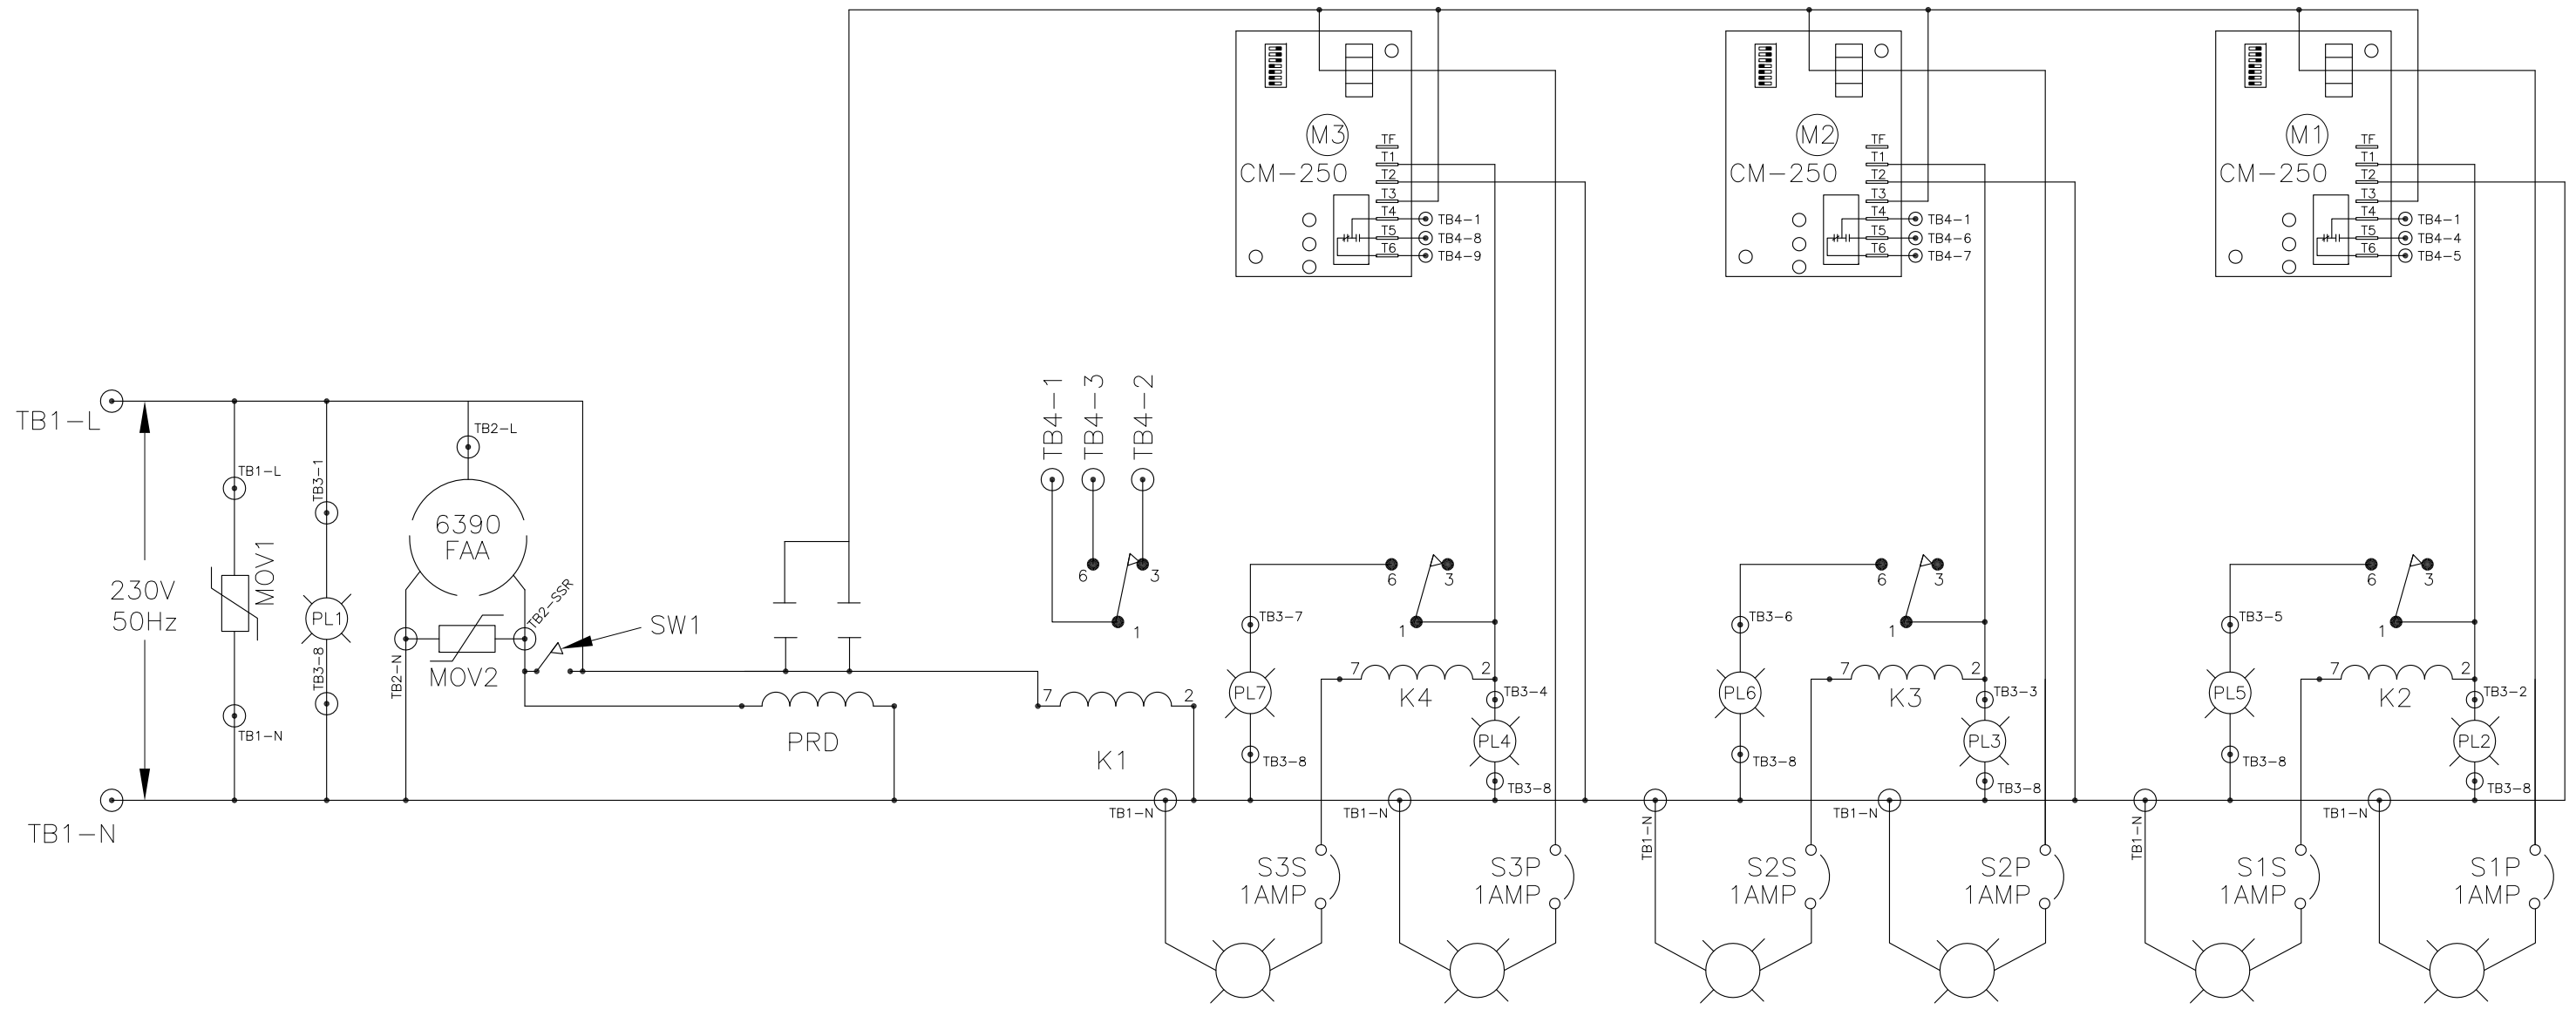 M3
CM-250
TF
T1
T2
T3
T4
T5
T6
TB4-1
TB4-8
TB4-9
M2
CM-250
TF
T1
T2
T3
T4
T5
T6
TB4-1
TB4-6
TB4-7
M1
CM-250
TF
T1
T2
T3
T4
T5
T6
TB4-1
TB4-4
TB4-5
TB1-L
230V
50Hz
TB1-N
TB1-L
MOV1
TB1-N
TB3-1
PL1
TB3-8
TB2-L
6390
FAA
TB2-N
MOV2
TB2-SSR
SW1
PRD
TB4-1
TB4-3
TB4-2
6
3
1
7
2
K1
6
3
1
TB3-7
PL7
TB3-8
7
2
K4
TB3-4
PL4
TB3-8
6
3
1
TB3-6
PL6
TB3-8
7
2
K3
TB3-3
PL3
TB3-8
6
3
1
TB3-5
PL5
TB3-8
7
2
K2
TB3-2
PL2
TB3-8
TB1-N
S3S
1AMP
TB1-N
S3P
1AMP
TB1-N
S2S
1AMP
TB1-N
S2P
1AMP
TB1-N
S1S
1AMP
TB1-N
S1P
1AMP